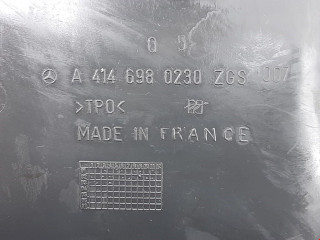 A 414 698 0230 ZGS 007
>TPO<
MADE IN FRANCE